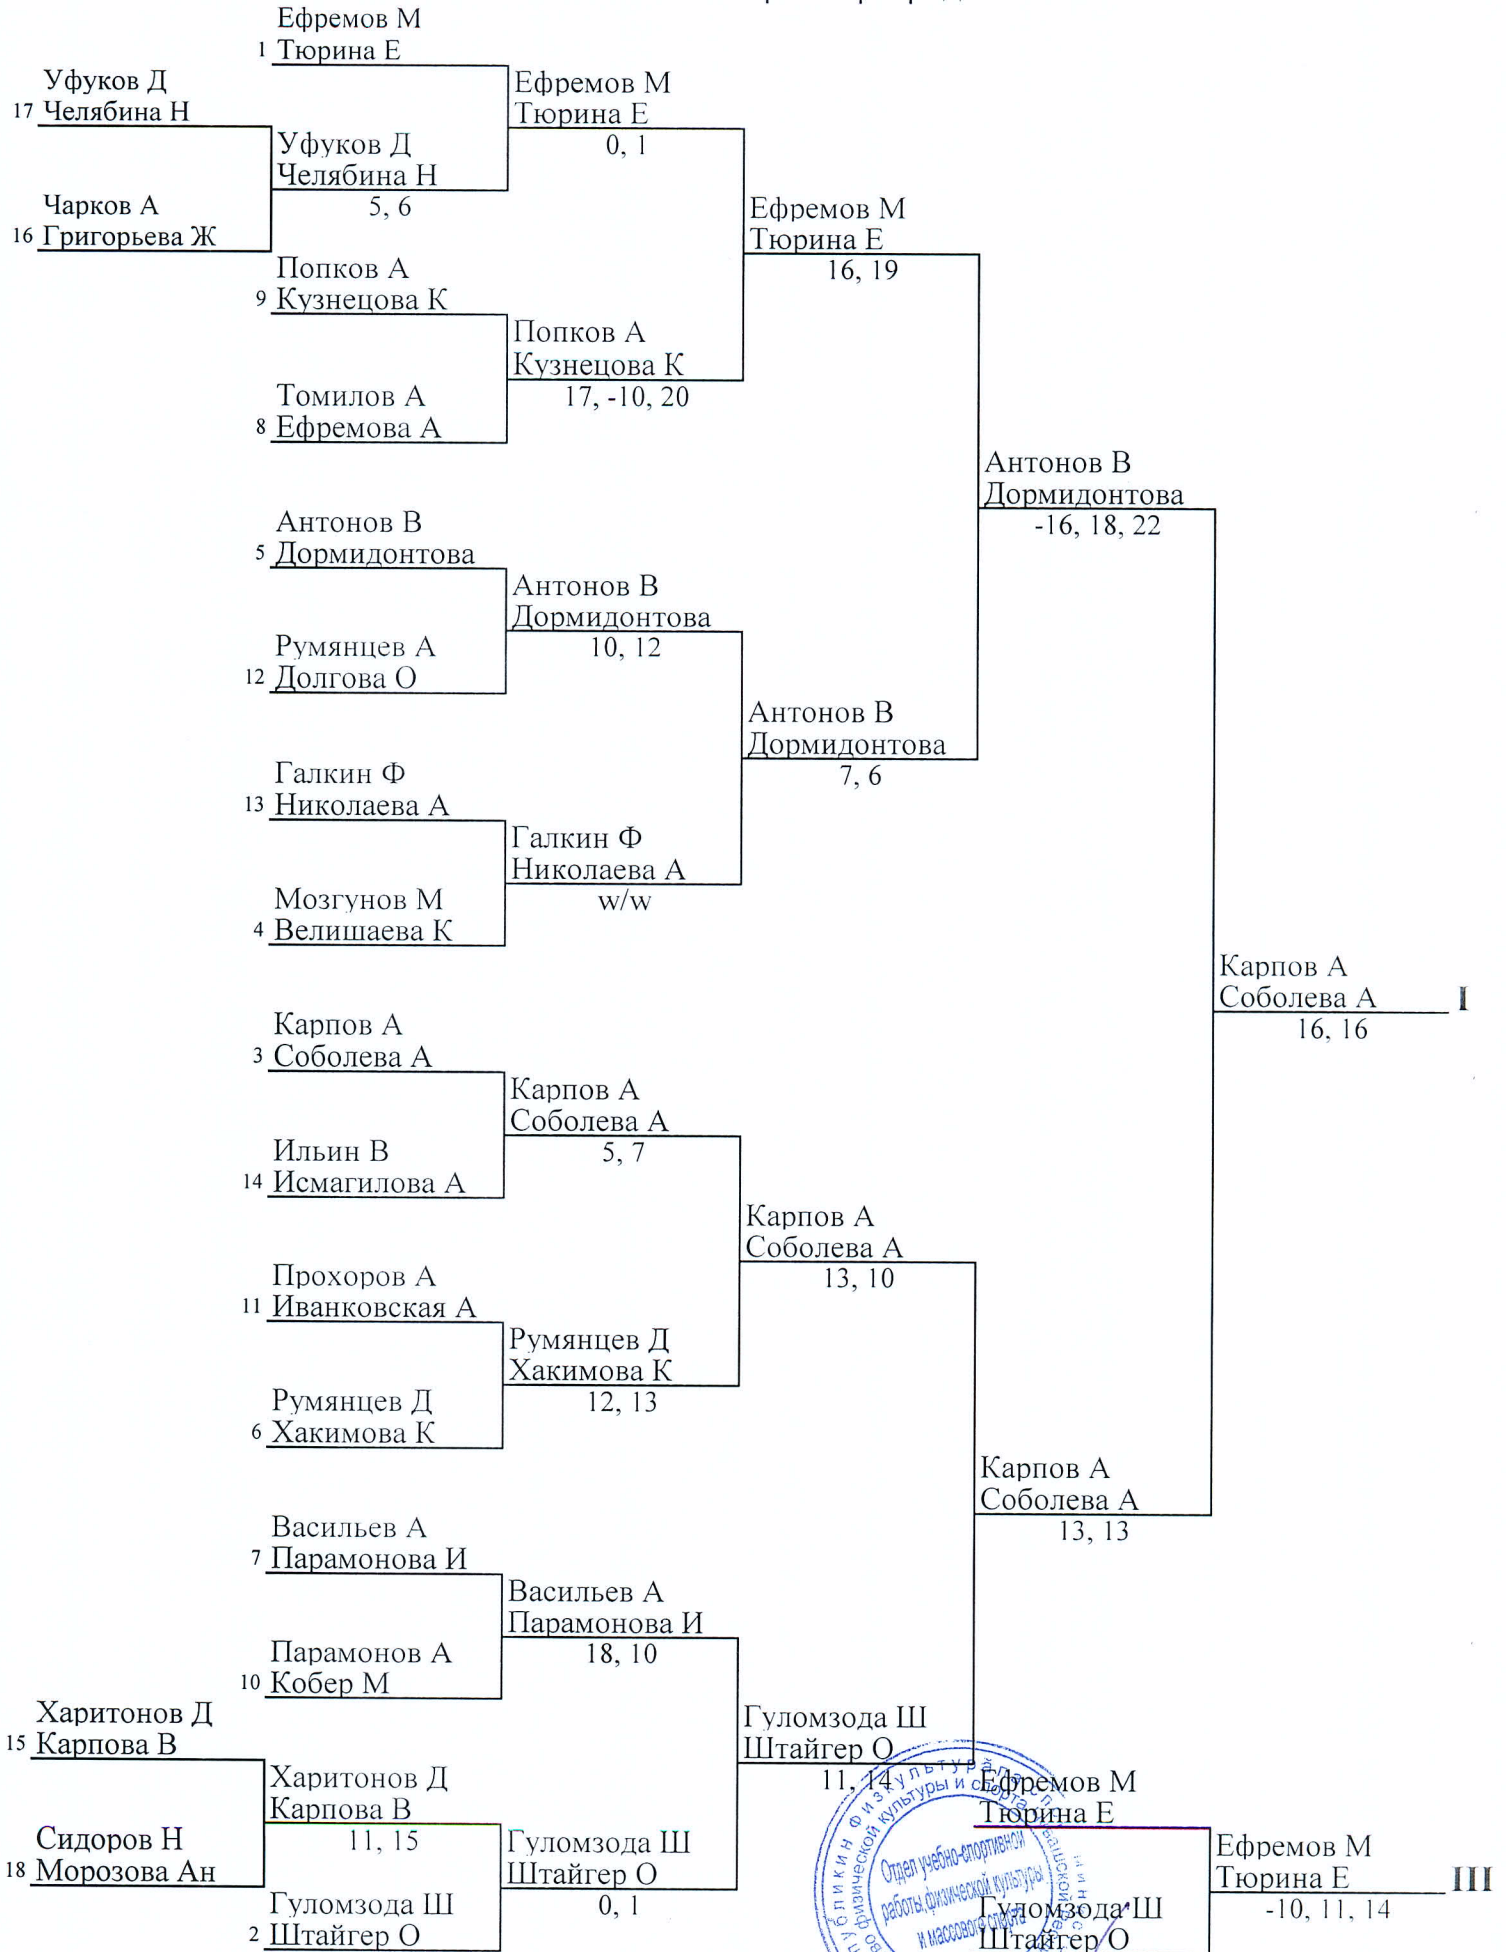 Ефремов М
1 Тюрина Е
Уфуков Д
17 Челябина Н
Ефремов М
Тюрина Е
0, 1
Уфуков Д
Челябина Н
5, 6
Чарков А
16 Григорьева Ж
Ефремов М
Тюрина Е
16, 19
Попков А
9 Кузнецова К
Попков А
Кузнецова К
17, -10, 20
Томилов А
8 Ефремова А
Антонов В
Дормидонтова
-16, 18, 22
Антонов В
5 Дормидонтова
Антонов В
Дормидонтова
10, 12
Румянцев А
12 Долгова О
Антонов В
Дормидонтова
7, 6
Галкин Ф
13 Николаева А
Галкин Ф
Николаева А
w/w
Мозгунов М
4 Велишаева К
Карпов А
Соболева А I
16, 16
Карпов А
3 Соболева А
Карпов А
Соболева А
5, 7
Ильин В
14 Исмагилова А
Карпов А
Соболева А
13, 10
Прохоров А
11 Иванковская А
Румянцев Д
Хакимова К
12, 13
Румянцев Д
6 Хакимова К
Карпов А
Соболева А
13, 13
Васильев А
7 Парамонова И
Васильев А
Парамонова И
18, 10
Парамонов А
10 Кобер М
Харитонов Д
15 Карпова В
Гуломзода Ш
Штайгер О
11, 14
Харитонов Д
Карпова В
11, 15
Ефремов М
Тюрина Е
Сидоров Н
18 Морозова Ан
Гуломзода Ш
Штайгер О
0, 1
Ефремов М
Тюрина Е III
-10, 11, 14
Гуломзода Ш
2 Штайгер О
Гуломзода Ш
Штайгер О
Отдел учебно-спортивной
работы, физической культуры
и массового спорта
физической культуры и спорта